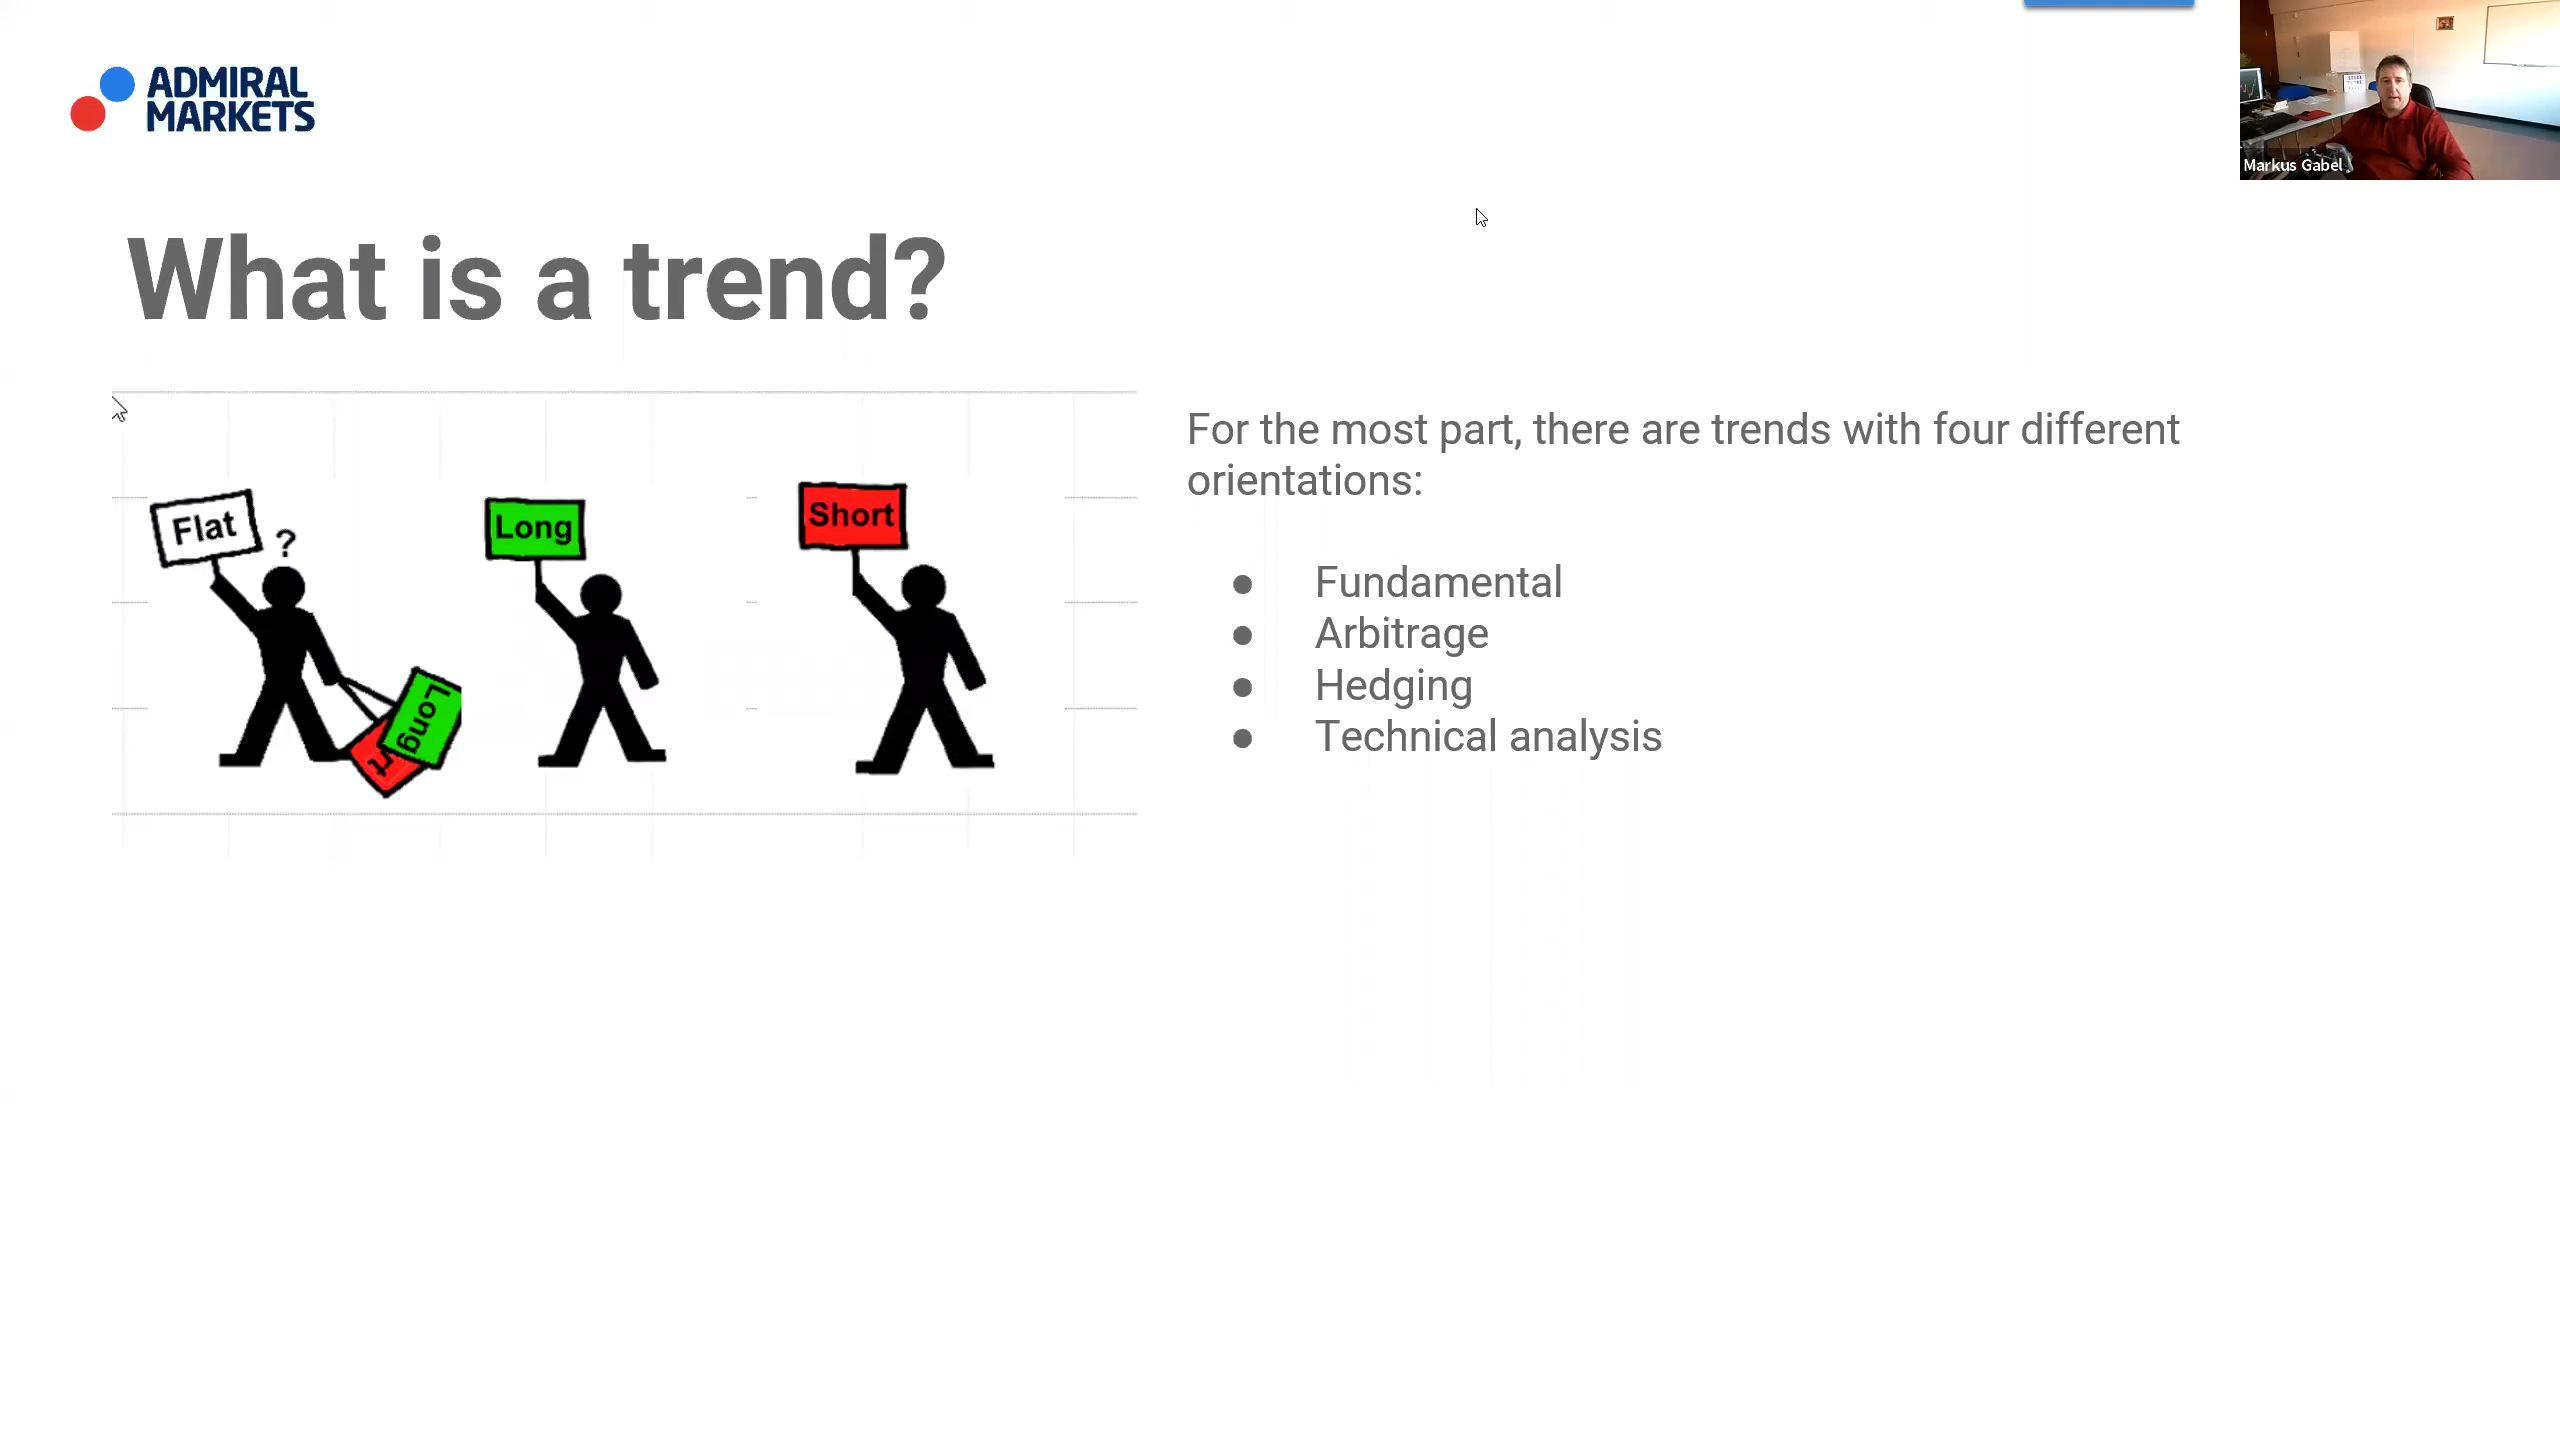 ADMIRAL
MARKETS
Markus Gabel
What is a trend?
Flat
?
Long
Short
Long
rt
For the most part, there are trends with four different
orientations:
● Fundamental
● Arbitrage
● Hedging
● Technical analysis